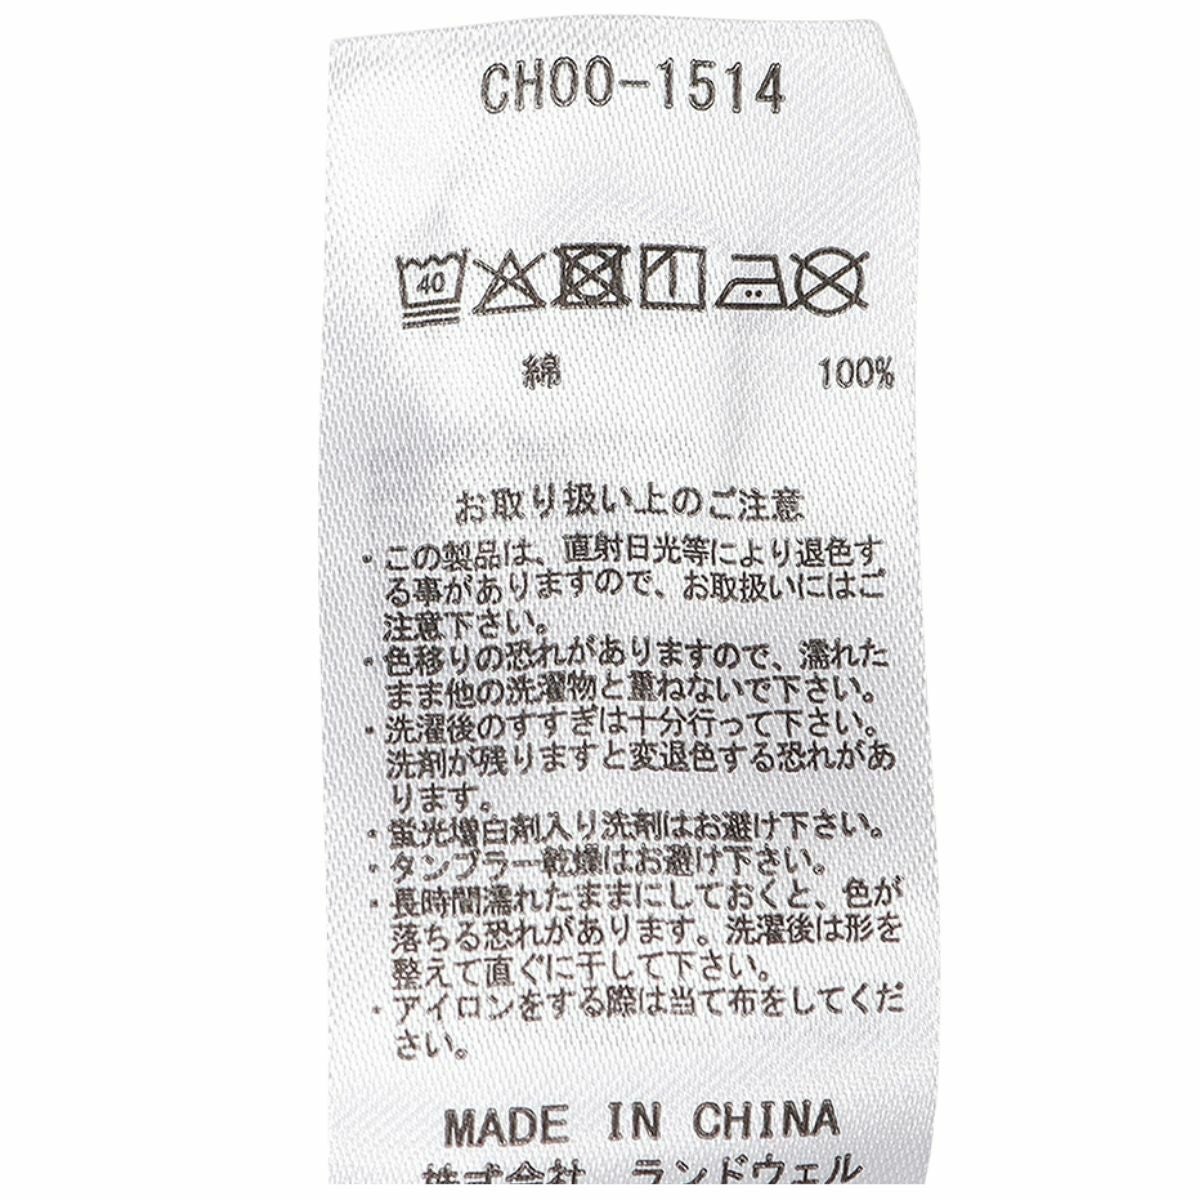 CH00-1514
40
綿 100%
お取り扱い上のご注意
・この製品は、直射日光等により退色す
る事がありますので、お取扱いにはご
注意下さい。
・色移りの恐れがありますので、濡れた
まま他の洗濯物と重ねないで下さい。
・洗濯後のすすぎは十分行って下さい。
洗剤が残りますと変退色する恐れがあ
ります。
・蛍光増白剤入り洗剤はお避け下さい。
・タンブラー乾燥はお避け下さい。
・長時間濡れたままにしておくと、色が
落ちる恐れがあります。洗濯後は形を
整えて直ぐに干して下さい。
・アイロンをする際は当て布をしてくだ
さい。
MADE IN CHINA
株式会社 ランドウェル